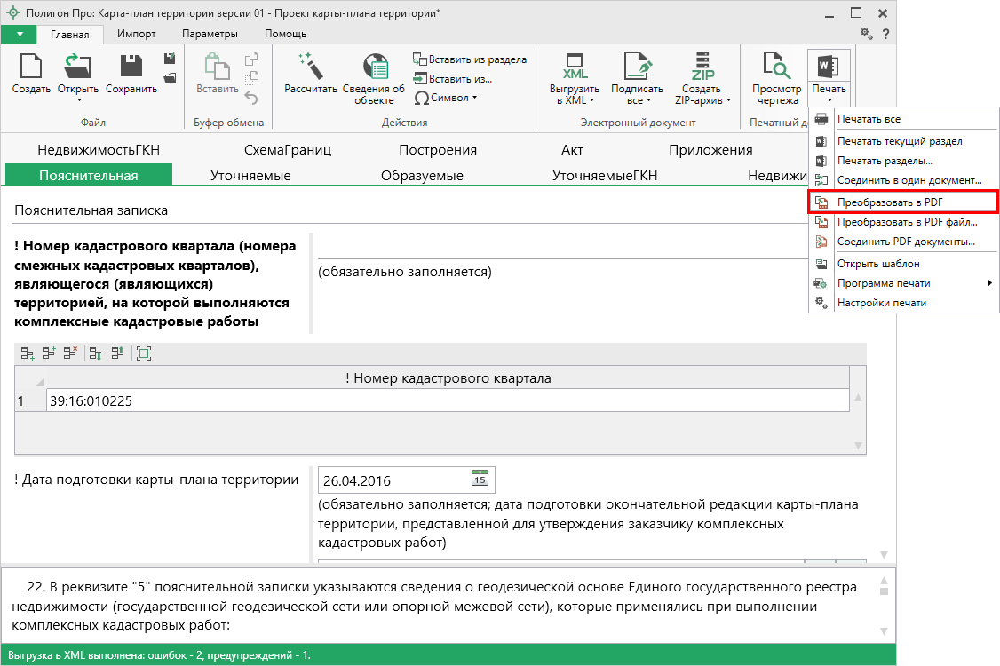 Полигон Про: Карта-план территории версии 01 - Проект карты-плана территории*
Главная Импорт Параметры Помощь
?
Создать Открыть Сохранить
Файл
Вставить
Буфер обмена
Рассчитать Сведения об
объекте
Вставить из раздела
Вставить из...
Символ
Действия
XML
Выгрузить
в XML
Подписать
все
ZIP
Создать
ZIP-архив
Электронный документ
Просмотр
чертежа
Печать
Печатный д
Печатать все
Печатать текущий раздел
Печатать разделы...
Соединить в один документ...
Преобразовать в PDF
Преобразовать в PDF файл...
Соединить PDF документы...
Открыть шаблон
Программа печати
Настройки печати
НедвижимостьГКН СхемаГраниц Построения Акт Приложения
Пояснительная Уточняемые Образуемые УточняемыеГКН Недвижи
Пояснительная записка
! Номер кадастрового квартала (номера
смежных кадастровых кварталов),
являющегося (являющихся)
территорией, на которой выполняются
комплексные кадастровые работы
(обязательно заполняется)
! Номер кадастрового квартала
1 39:16:010225
! Дата подготовки карты-плана территории
26.04.2016 15
(обязательно заполняется; дата подготовки окончательной редакции карты-плана
территории, представленной для утверждения заказчику комплексных
кадастровых работ)
22. В реквизите "5" пояснительной записки указываются сведения о геодезической основе Единого государственного реестра
недвижимости (государственной геодезической сети или опорной межевой сети), которые применялись при выполнении
комплексных кадастровых работ:
Выгрузка в XML выполнена: ошибок - 2, предупреждений - 1.